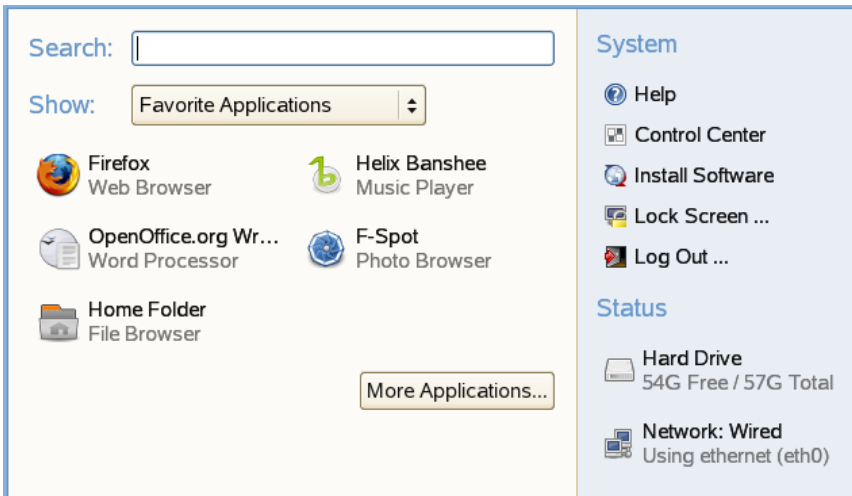 Search:
Show:
Favorite Applications
Firefox
Web Browser
Helix Banshee
Music Player
OpenOffice.org Wr...
Word Processor
F-Spot
Photo Browser
Home Folder
File Browser
More Applications...
System
Help
Control Center
Install Software
Lock Screen ...
Log Out ...
Status
Hard Drive
54G Free / 57G Total
Network: Wired
Using ethernet (eth0)